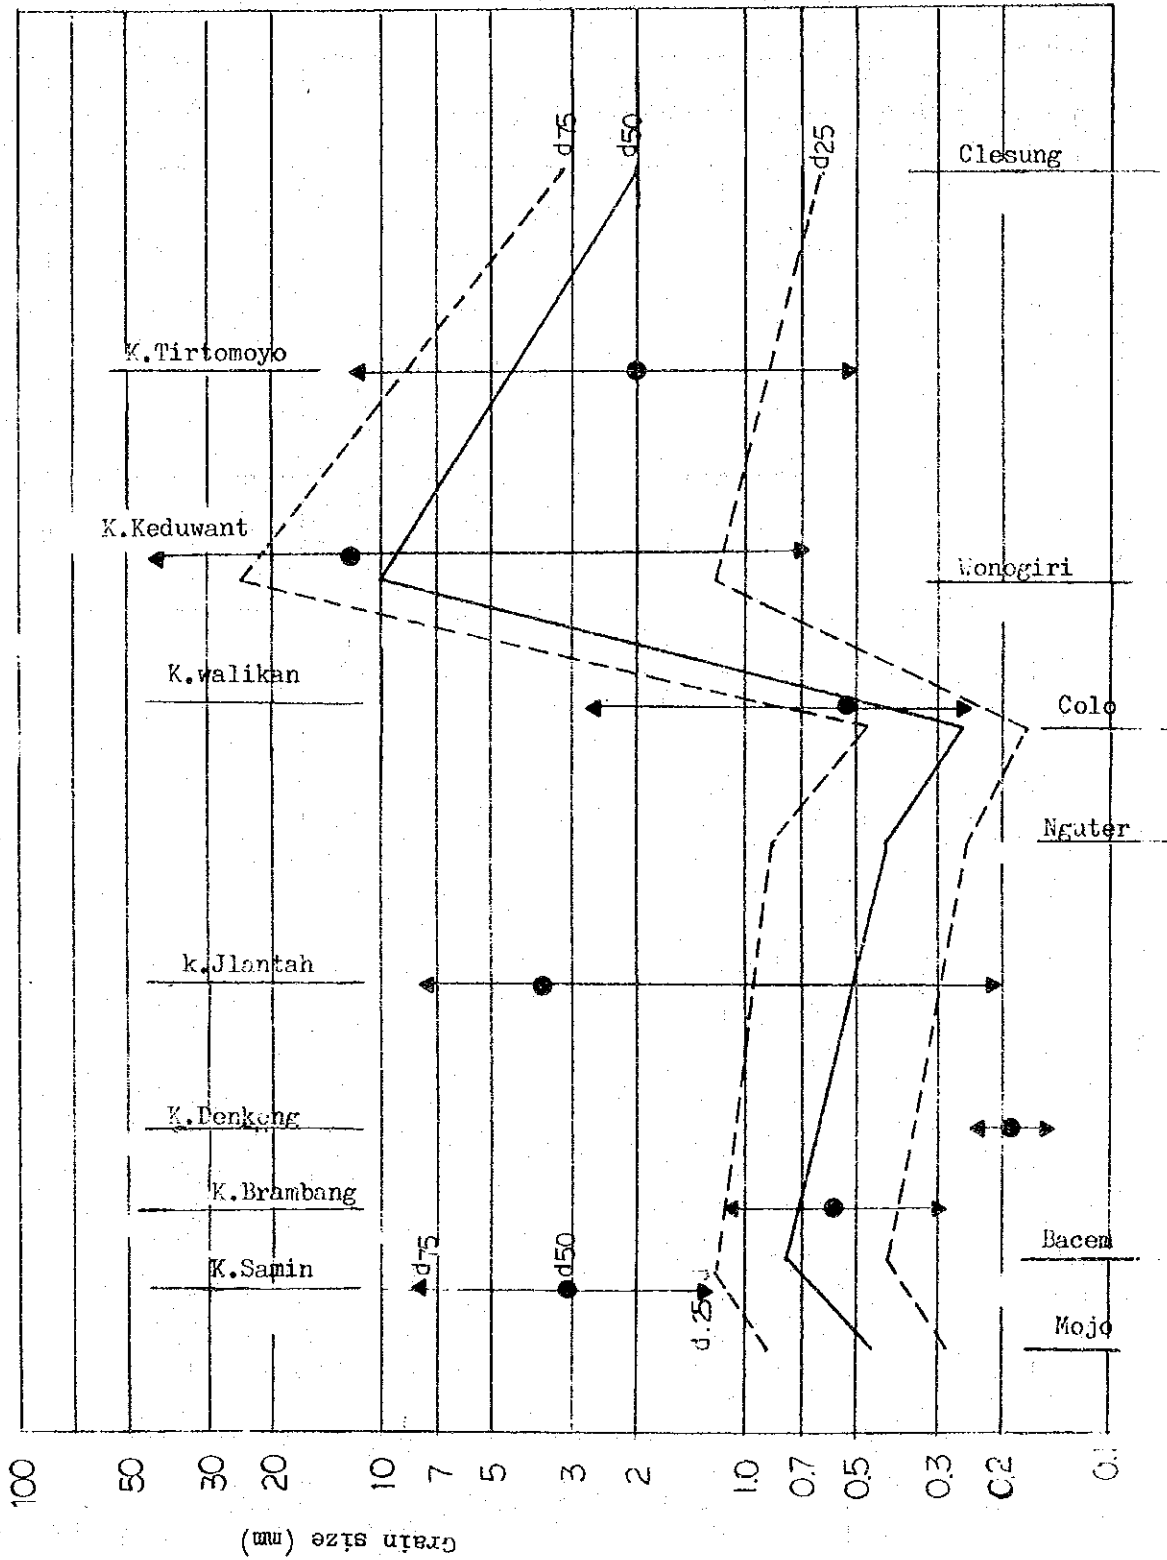 d75
d50
d25
Clesung
K.Tirtomoyo
K.Keduwant
Wonogiri
K.walikan
Colo
Nguter
k.Jlantah
K.Denkeng
K.Brambang
Bacem
K.Samin
d75
d50
d.25
Mojo
100
50
30
20
10
7
5
3
2
1.0
0.7
0.5
0.3
0.2
0.1
Grain size (mm)